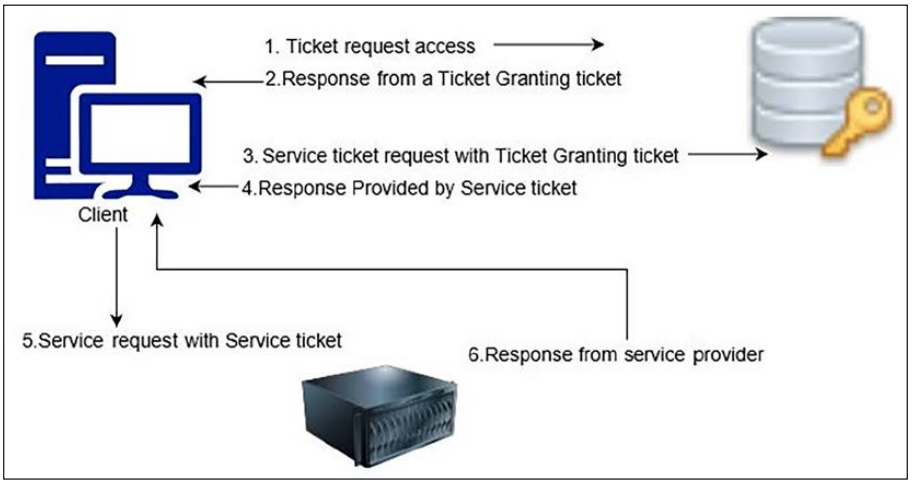 1. Ticket request access
2.Response from a Ticket Granting ticket
3. Service ticket request with Ticket Granting ticket
4.Response Provided by Service ticket
Client
5.Service request with Service ticket
6.Response from service provider